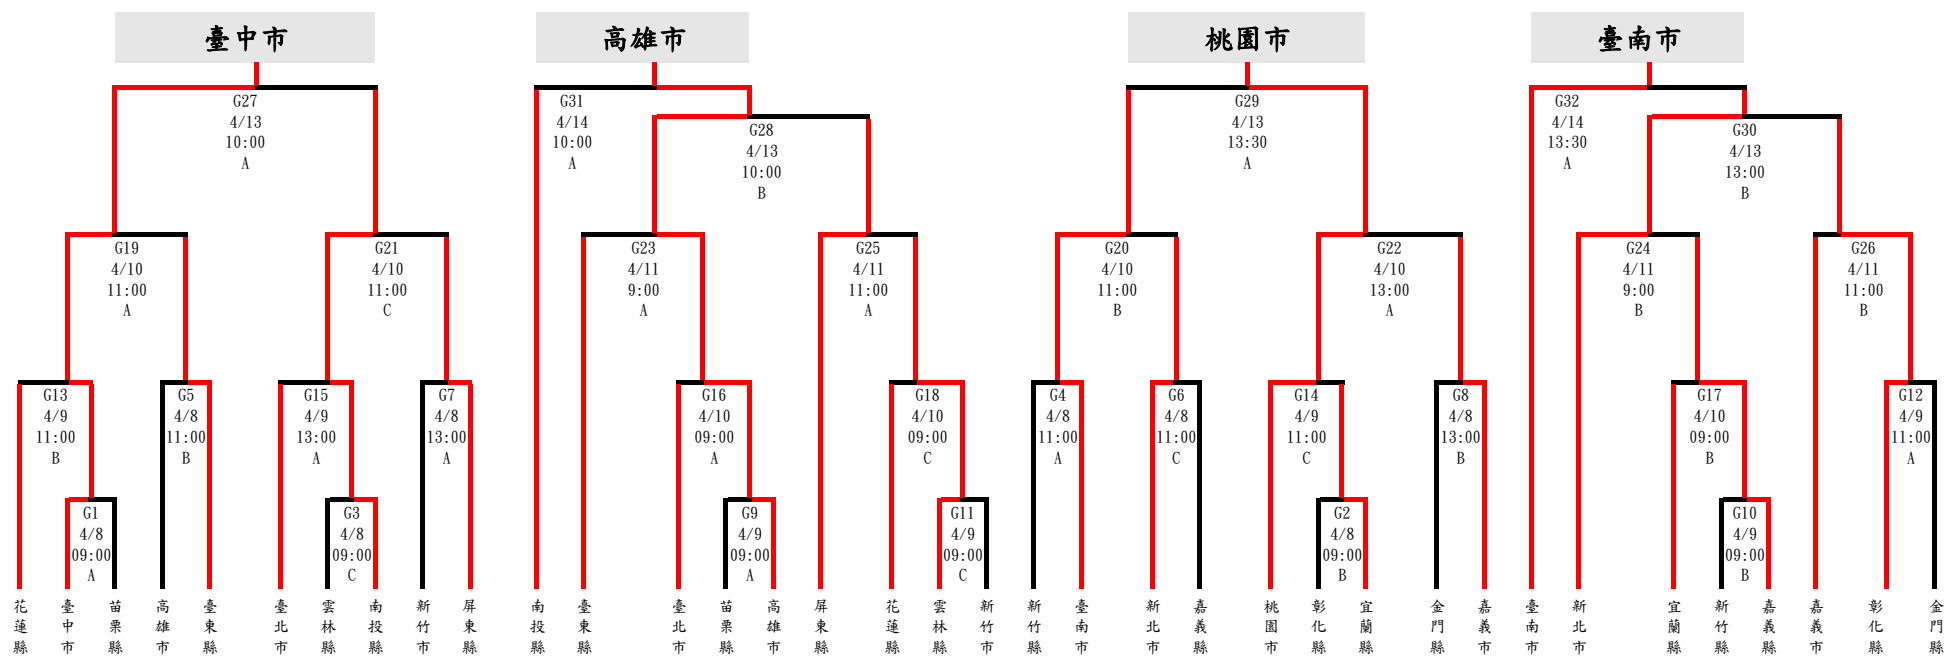 臺中市
高雄市
桃園市
臺南市
G27
4/13
10:00
A
G31
4/14
10:00
A
G28
4/13
10:00
B
G29
4/13
13:30
A
G32
4/14
13:30
A
G30
4/13
13:00
B
G19
4/10
11:00
A
G21
4/10
11:00
C
G23
4/11
9:00
A
G25
4/11
11:00
A
G20
4/10
11:00
B
G22
4/10
13:00
A
G24
4/11
9:00
B
G26
4/11
11:00
B
G13
4/9
11:00
B
G5
4/8
11:00
B
G15
4/9
13:00
A
G7
4/8
13:00
A
G16
4/10
09:00
A
G18
4/10
09:00
C
G4
4/8
11:00
A
G6
4/8
11:00
C
G14
4/9
11:00
C
G8
4/8
13:00
B
G17
4/10
09:00
B
G12
4/9
11:00
A
G1
4/8
09:00
A
G3
4/8
09:00
C
G9
4/9
09:00
A
G11
4/9
09:00
C
G2
4/8
09:00
B
G10
4/9
09:00
B
花蓮縣
臺中市
苗栗縣
高雄市
臺東縣
臺北市
雲林縣
南投縣
新竹市
屏東縣
南投縣
臺東縣
臺北市
苗栗縣
高雄市
屏東縣
花蓮縣
雲林縣
新竹市
新竹縣
臺南市
新北市
嘉義縣
桃園市
彰化縣
宜蘭縣
金門縣
嘉義市
臺南市
新北市
宜蘭縣
新竹縣
嘉義縣
嘉義市
彰化縣
金門縣